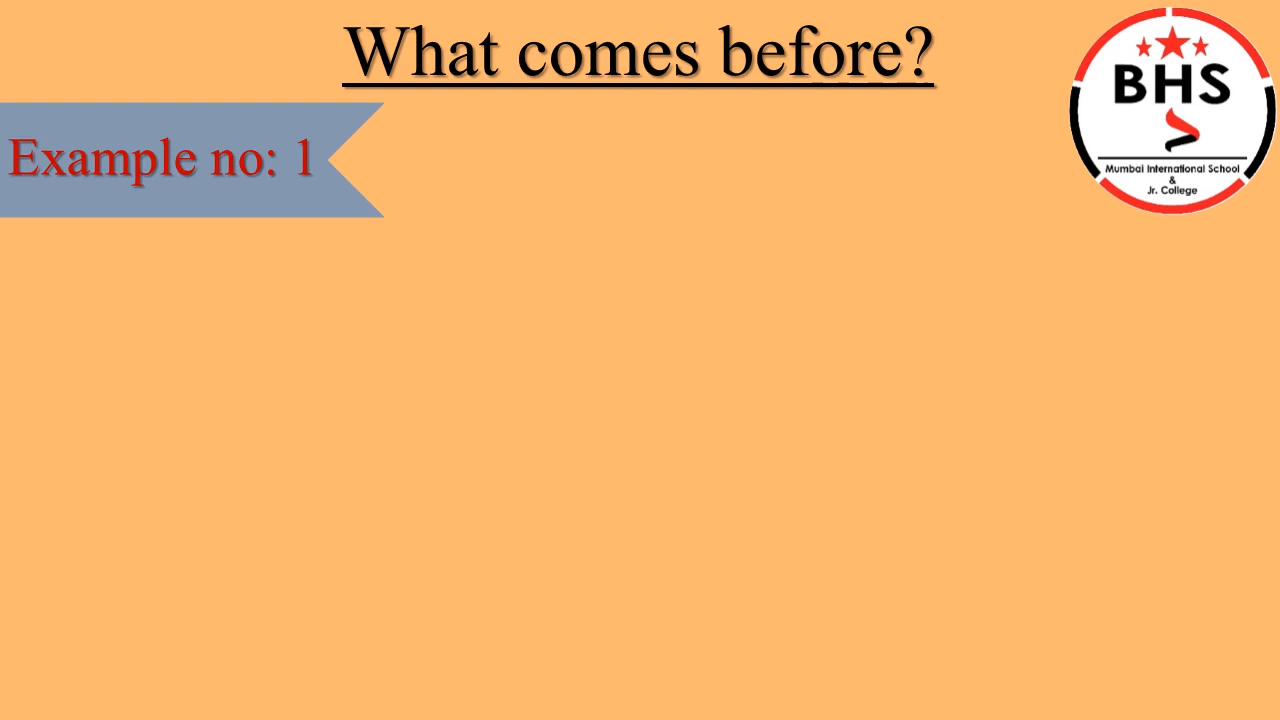 What comes before?
Example no: 1
BHS
Mumbai International School
&
Jr. College